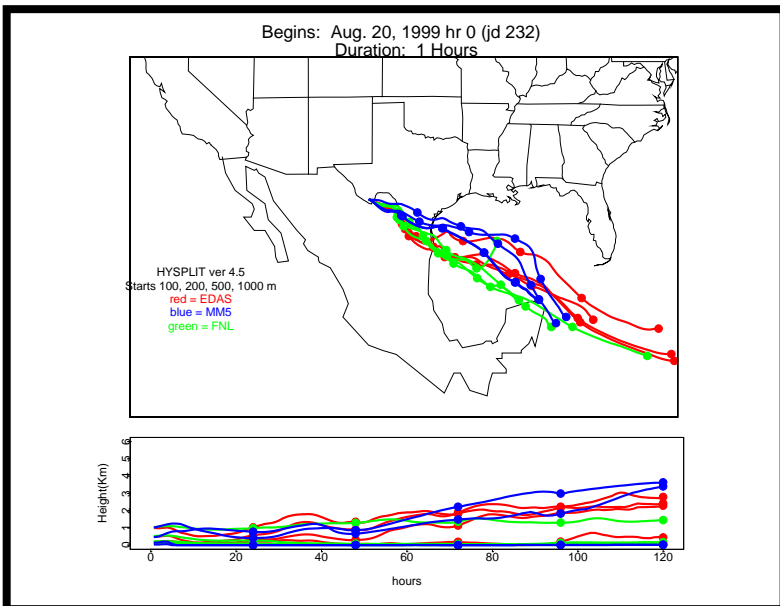 Begins: Aug. 20, 1999 hr 0 (jd 232)
Duration: 1 Hours
HYSPLIT ver 4.5
Starts 100, 200, 500, 1000 m
red = EDAS
blue = MM5
green = FNL
Height(Km)
6
5
4
3
2
1
0
0 20 40 60 80 100 120
hours